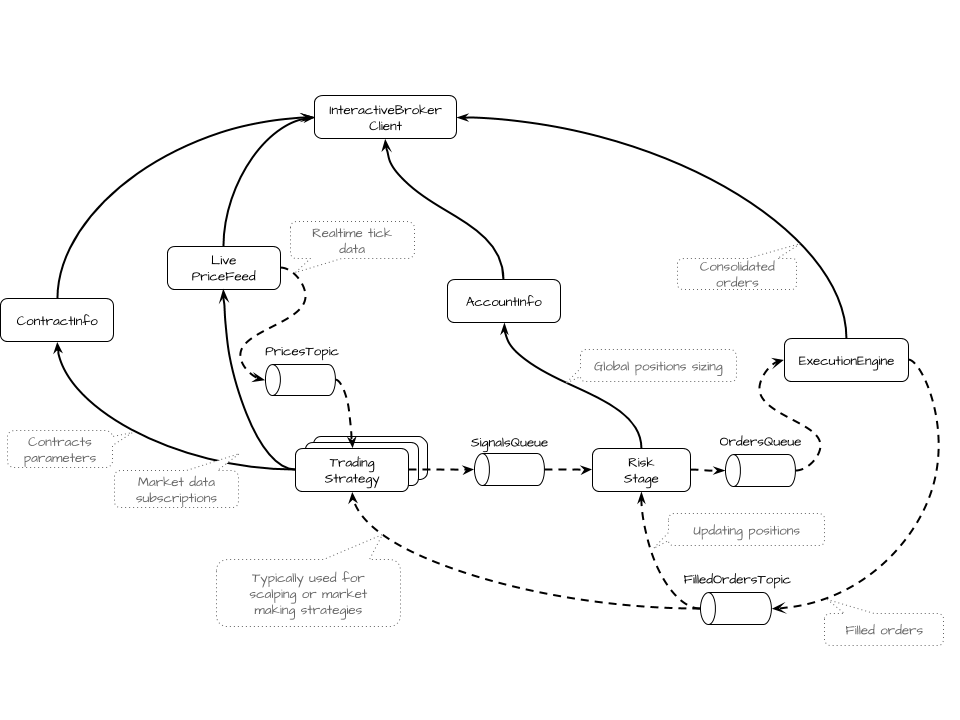 InteractiveBroker
Client
Realtime tick
data
Live
PriceFeed
Consolidated
orders
AccountInfo
ContractInfo
PricesTopic
Global positions sizing
ExecutionEngine
Contracts
parameters
Market data
subscriptions
Trading
Strategy
SignalsQueue
Risk
Stage
OrdersQueue
Updating positions
Typically used for
scalping or market
making strategies
FilledOrdersTopic
Filled orders